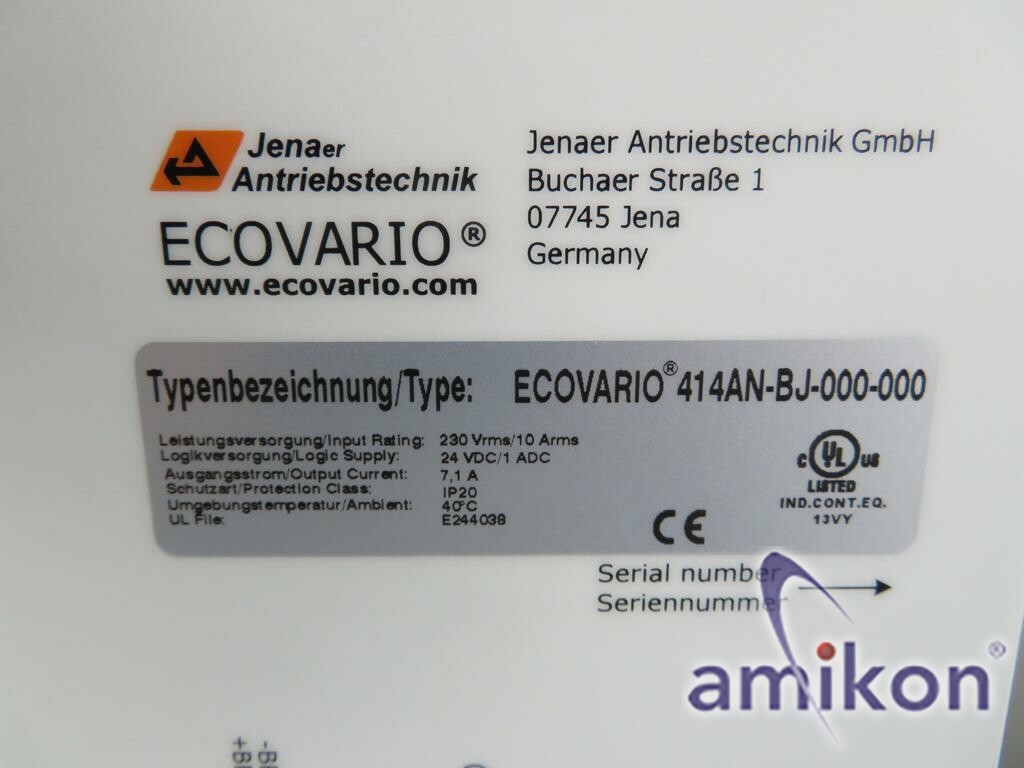 Jenaer
Antriebstechnik
ECOVARIO®
www.ecovario.com
Jenaer Antriebstechnik GmbH
Buchaer Straße 1
07745 Jena
Germany
Typenbezeichnung/Type: ECOVARIO®414AN-BJ-000-000
Leistungsversorgung/Input Rating: 230 Vrms/10 Arms
Logikversorgung/Logic Supply: 24 VDC/1 ADC
Ausgangsstrom/Output Current: 7,1 A
Schutzart/Protection Class: IP20
Umgebungstemperatur/Ambient: 40°C
UL File: E244038
c UL us
LISTED
IND.CONT.EQ.
13VY
CE
Serial number
Seriennummer
amikon®